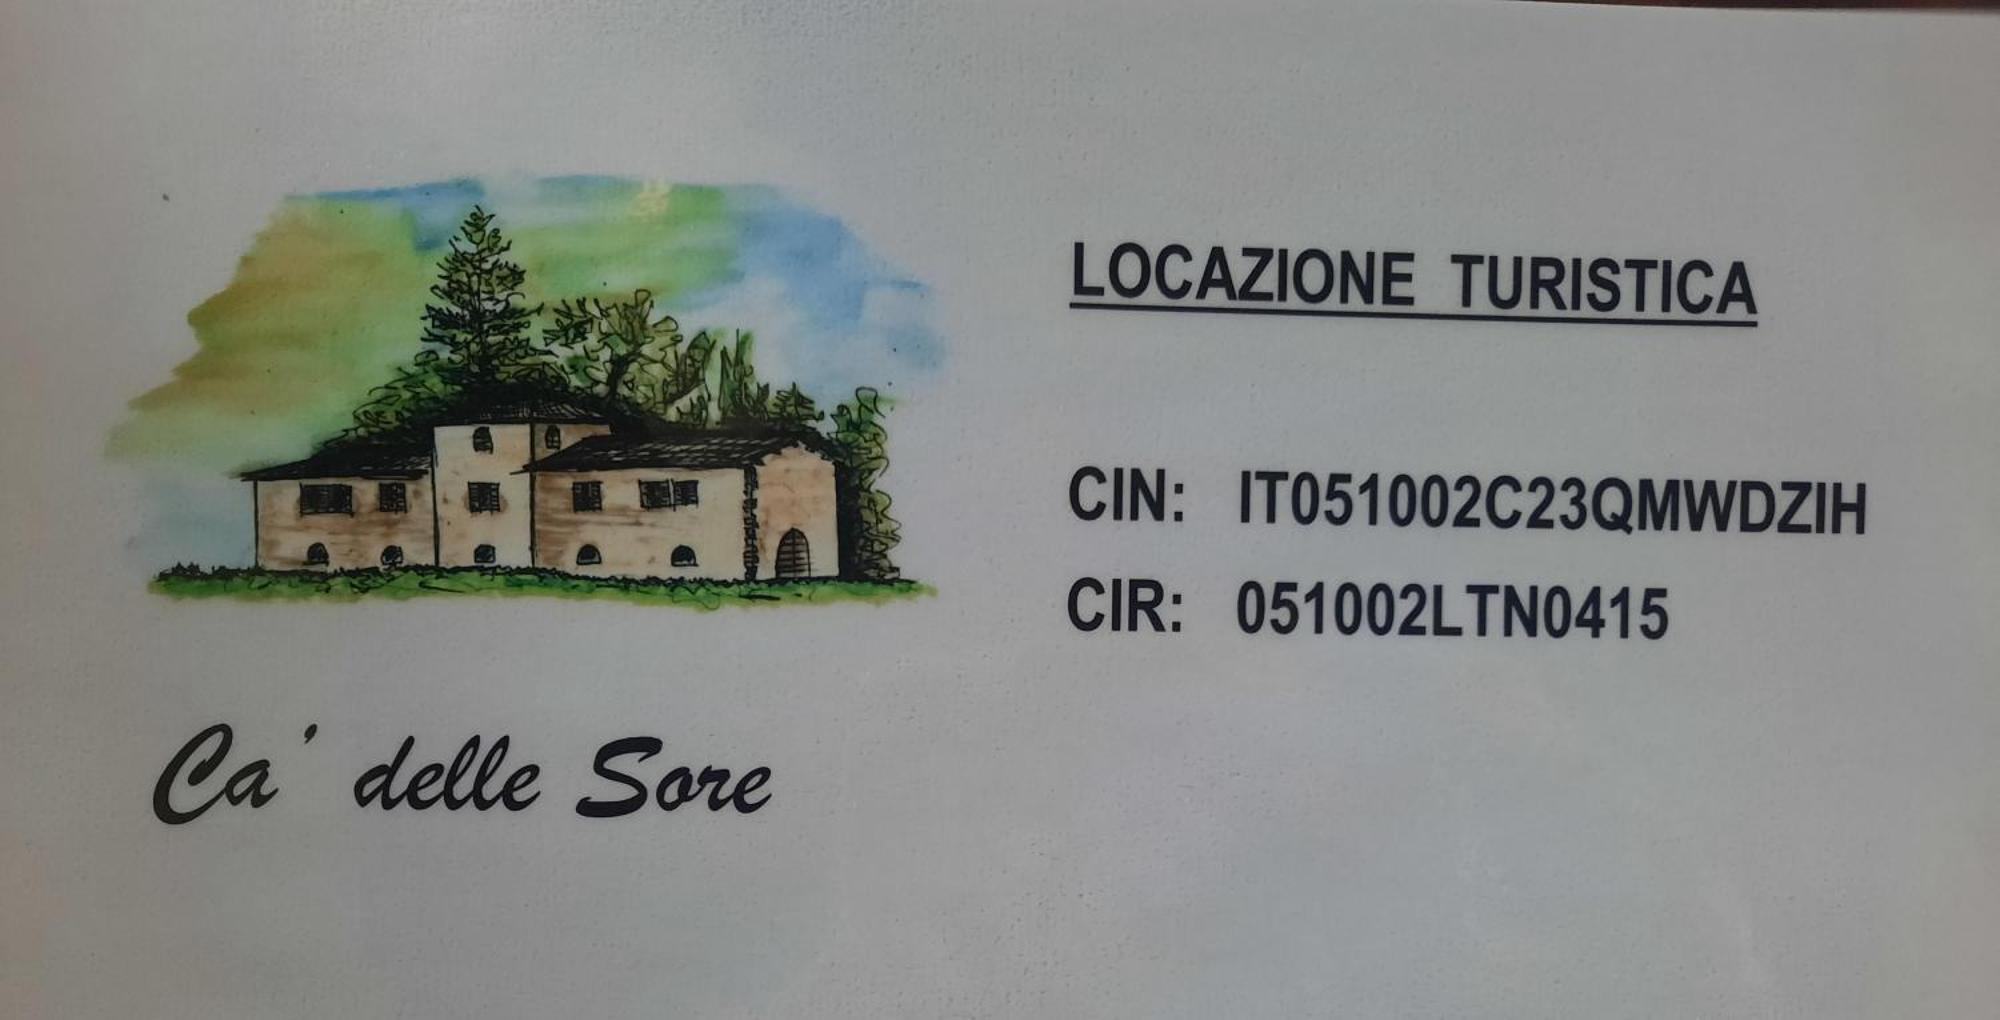 LOCAZIONE TURISTICA
CIN: IT051002C23QMWDZIH
CIR: 051002LTN0415
Ca' delle Sore